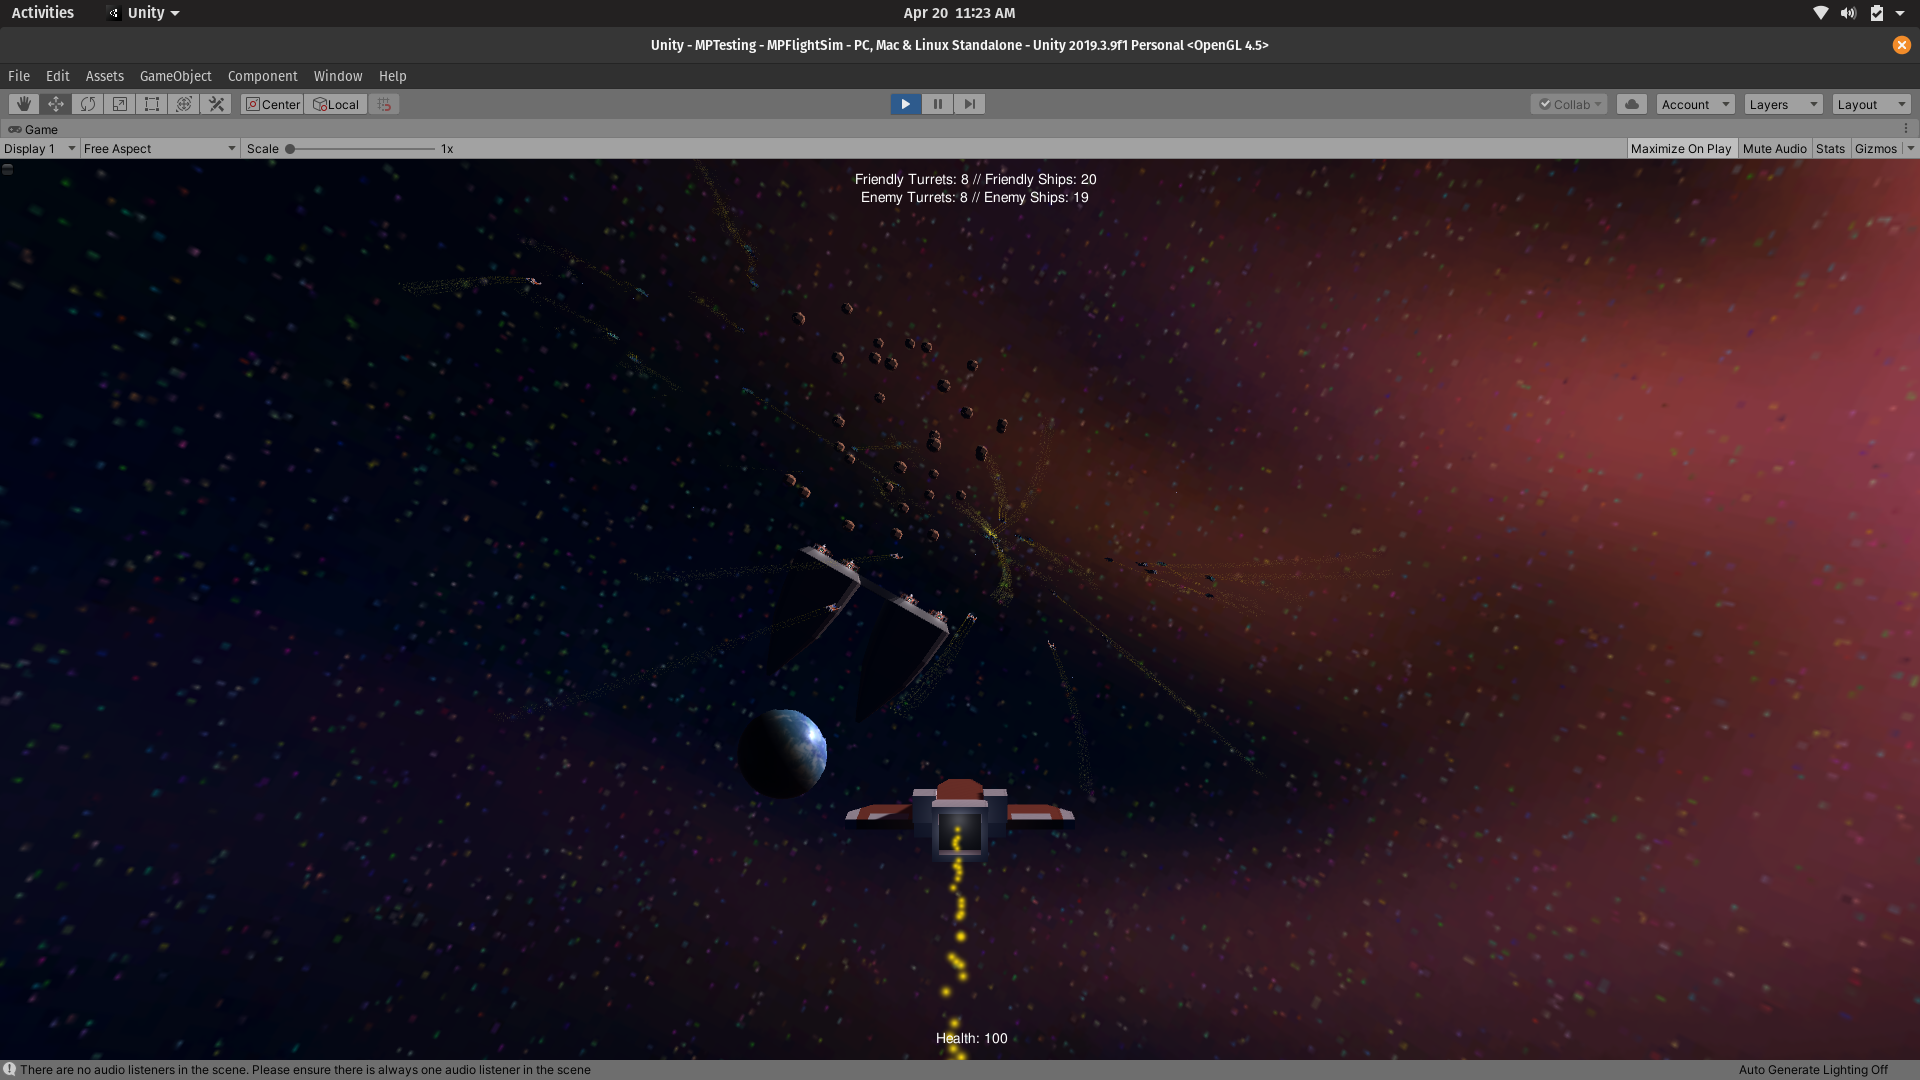 Activities Unity Apr 20 11:23 AM
Unity - MPTesting - MPFlightSim - PC, Mac & Linux Standalone - Unity 2019.3.9f1 Personal <OpenGL 4.5>
File Edit Assets GameObject Component Window Help
Center Local Collab Account Layers Layout
Game
Display 1 Free Aspect Scale 1x Maximize On Play Mute Audio Stats Gizmos
Friendly Turrets: 8 // Friendly Ships: 20
Enemy Turrets: 8 // Enemy Ships: 19
Health: 100
There are no audio listeners in the scene. Please ensure there is always one audio listener in the scene Auto Generate Lighting Off